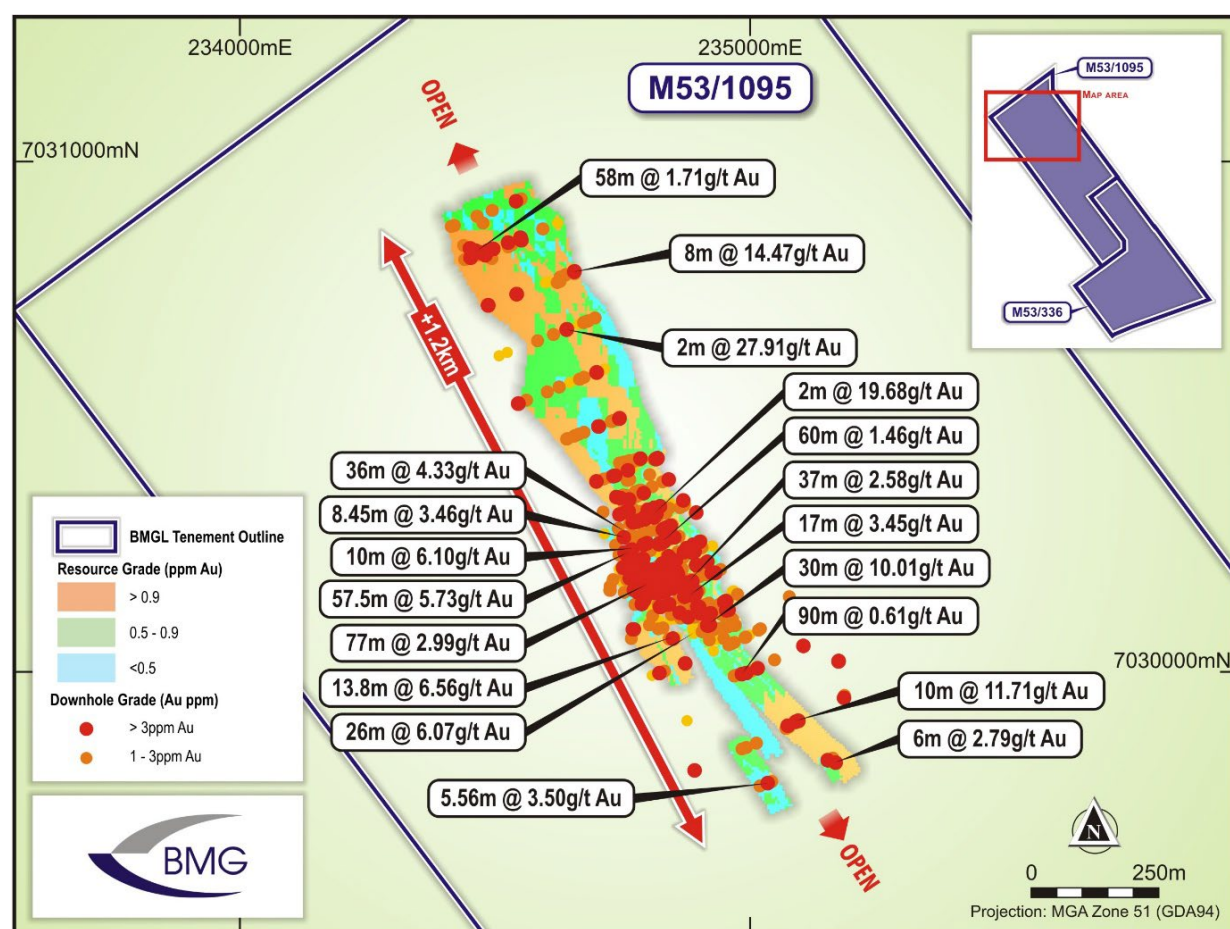 234000mE
235000mE
M53/1095
M53/1095
MAP AREA
OPEN
7031000mN
58m @ 1.71g/t Au
8m @ 14.47g/t Au
M53/336
+1.2km
2m @ 27.91g/t Au
2m @ 19.68g/t Au
60m @ 1.46g/t Au
36m @ 4.33g/t Au
37m @ 2.58g/t Au
8.45m @ 3.46g/t Au
17m @ 3.45g/t Au
10m @ 6.10g/t Au
30m @ 10.01g/t Au
57.5m @ 5.73g/t Au
90m @ 0.61g/t Au
77m @ 2.99g/t Au
7030000mN
13.8m @ 6.56g/t Au
10m @ 11.71g/t Au
26m @ 6.07g/t Au
6m @ 2.79g/t Au
5.56m @ 3.50g/t Au
OPEN
BMGL Tenement Outline
Resource Grade (ppm Au)
> 0.9
0.5 - 0.9
<0.5
Downhole Grade (Au ppm)
> 3ppm Au
1 - 3ppm Au
BMG
N
0 250m
Projection: MGA Zone 51 (GDA94)